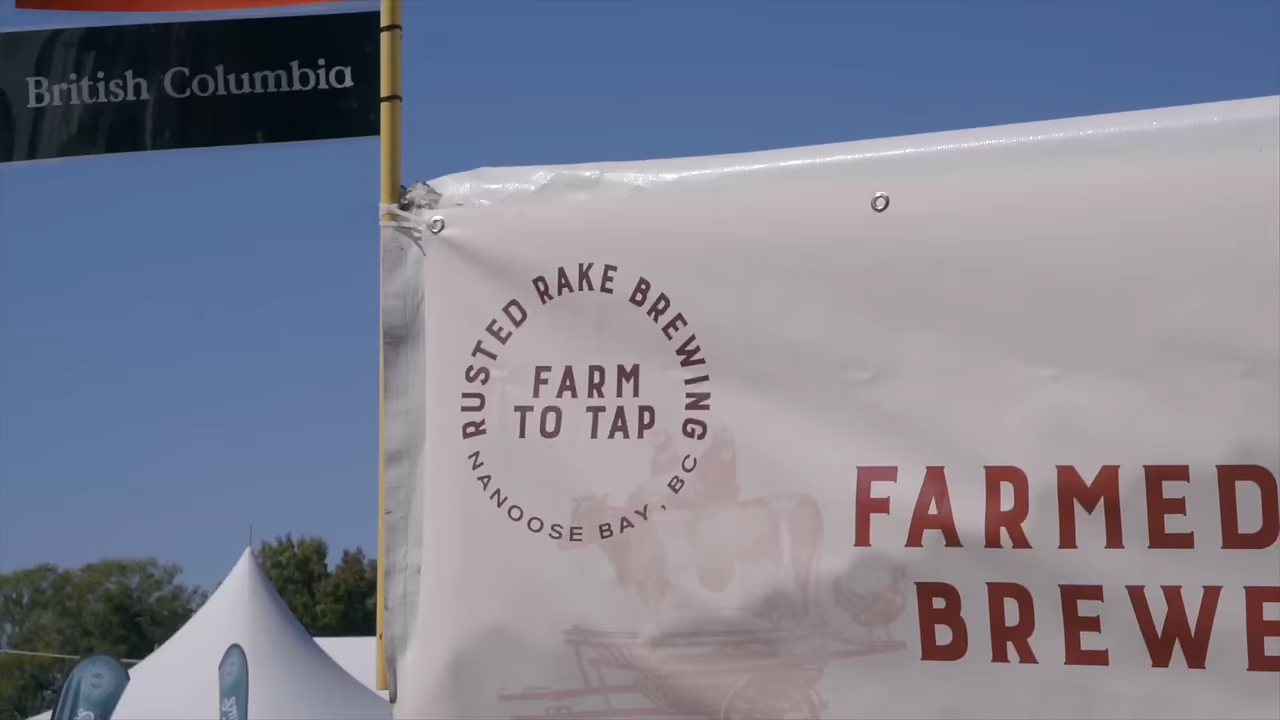 British Columbia
RUSTED RAKE BREWING
FARM
TO TAP
NANOOSE BAY, BC
FARMED
BREWE